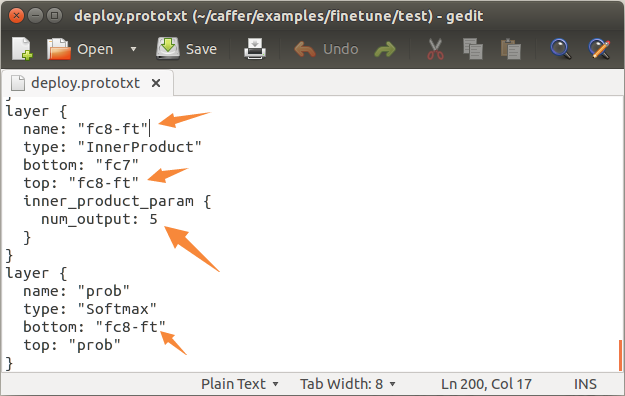 deploy.prototxt (~/caffer/examples/finetune/test) - gedit
Open Save Undo
deploy.prototxt
}
layer {
  name: "fc8-ft"
  type: "InnerProduct"
  bottom: "fc7"
  top: "fc8-ft"
  inner_product_param {
    num_output: 5
  }
}
layer {
  name: "prob"
  type: "Softmax"
  bottom: "fc8-ft"
  top: "prob"
}
Plain Text Tab Width: 8 Ln 200, Col 17 INS